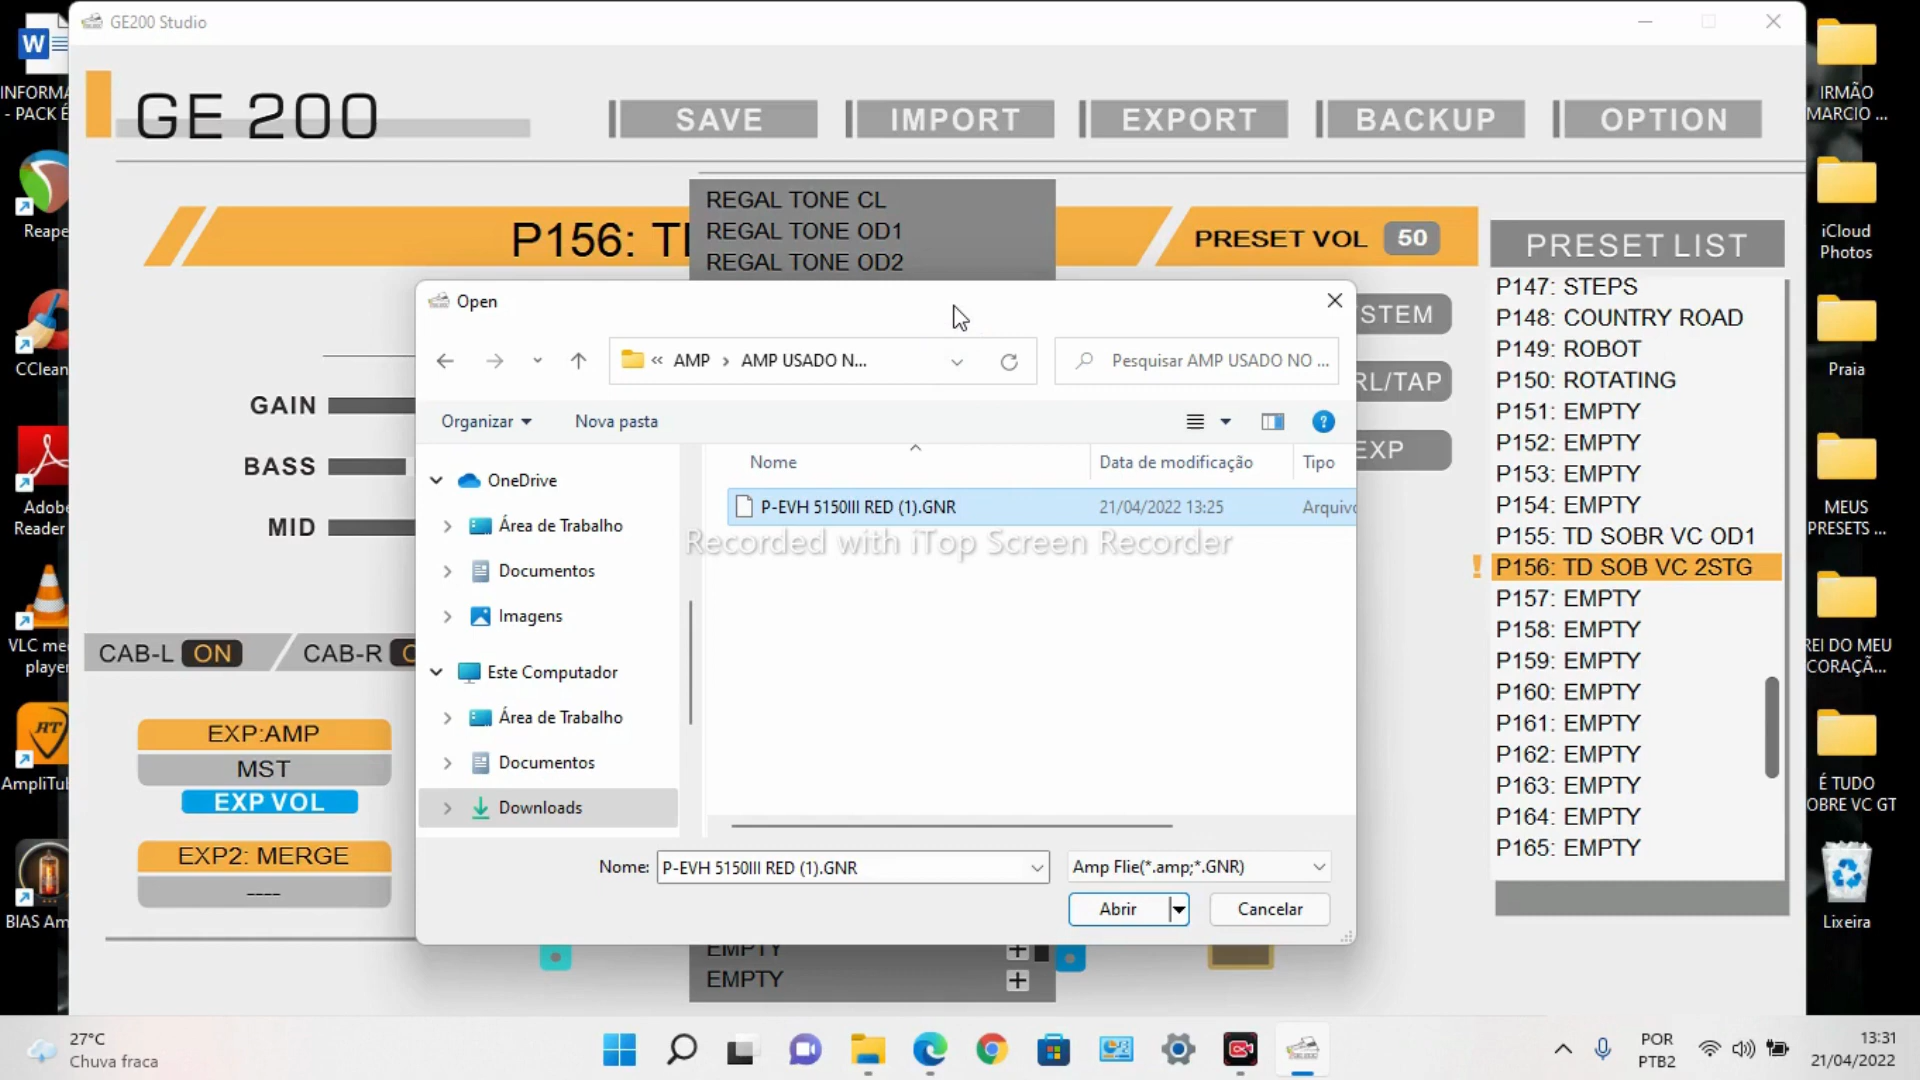 GE200 Studio
GE 200
SAVE
IMPORT
EXPORT
BACKUP
OPTION
REGAL TONE CL
REGAL TONE OD1
REGAL TONE OD2
P156:
PRESET VOL 50
PRESET LIST
P147: STEPS
P148: COUNTRY ROAD
P149: ROBOT
P150: ROTATING
P151: EMPTY
P152: EMPTY
P153: EMPTY
P154: EMPTY
P155: TD SOBR VC OD1
! P156: TD SOB VC 2STG
P157: EMPTY
P158: EMPTY
P159: EMPTY
P160: EMPTY
P161: EMPTY
P162: EMPTY
P163: EMPTY
P164: EMPTY
P165: EMPTY
STEM
RL/TAP
EXP
GAIN
BASS
MID
CAB-L ON
CAB-R
EXP:AMP
MST
EXP VOL
EXP2: MERGE
----
Open
« AMP › AMP USADO N...
Pesquisar AMP USADO NO ...
Organizar
Nova pasta
?
Nome
Data de modificação
Tipo
P-EVH 5150III RED (1).GNR
21/04/2022 13:25
Arquivo
Recorded with iTop Screen Recorder
OneDrive
Área de Trabalho
Documentos
Imagens
Este Computador
Área de Trabalho
Documentos
Downloads
Nome: P-EVH 5150III RED (1).GNR
Amp Flie(*.amp;*.GNR)
Abrir
Cancelar
EMPTY
EMPTY
W
INFORMA
- PACK É
Reape
CClean
Adobe
Reader
VLC me
player
AmpliTub
BIAS Am
IRMÃO
MARCIO ...
iCloud
Photos
Praia
MEUS
PRESETS ...
REI DO MEU
CORAÇÃ...
É TUDO
OBRE VC GT
Lixeira
27°C
Chuva fraca
POR
PTB2
13:31
21/04/2022